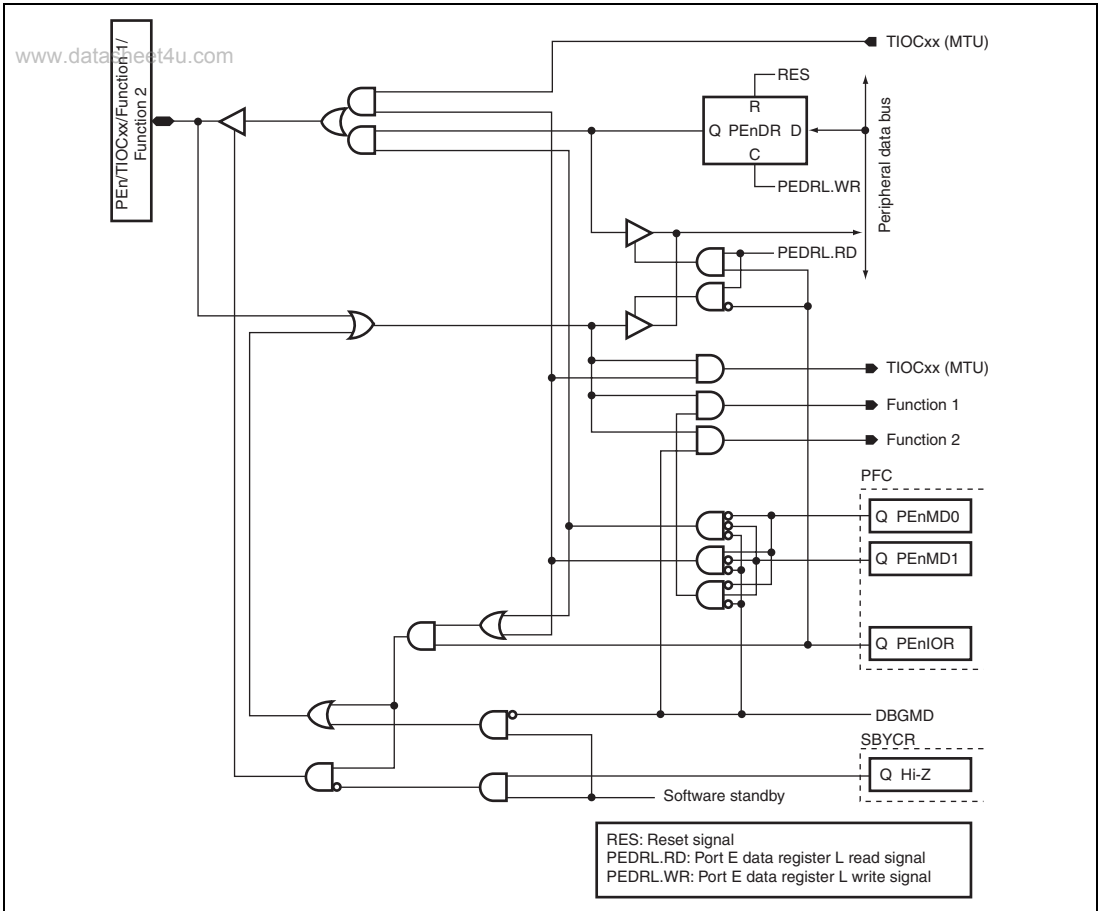 www.datasheet4u.com
PEn/TIOCxx/Function 1/
Function 2
TIOCxx (MTU)
RES
R
Q PEnDR D
C
PEDRL.WR
Peripheral data bus
PEDRL.RD
TIOCxx (MTU)
Function 1
Function 2
PFC
Q PEnMD0
Q PEnMD1
Q PEnIOR
DBGMD
SBYCR
Q Hi-Z
Software standby
RES: Reset signal
PEDRL.RD: Port E data register L read signal
PEDRL.WR: Port E data register L write signal